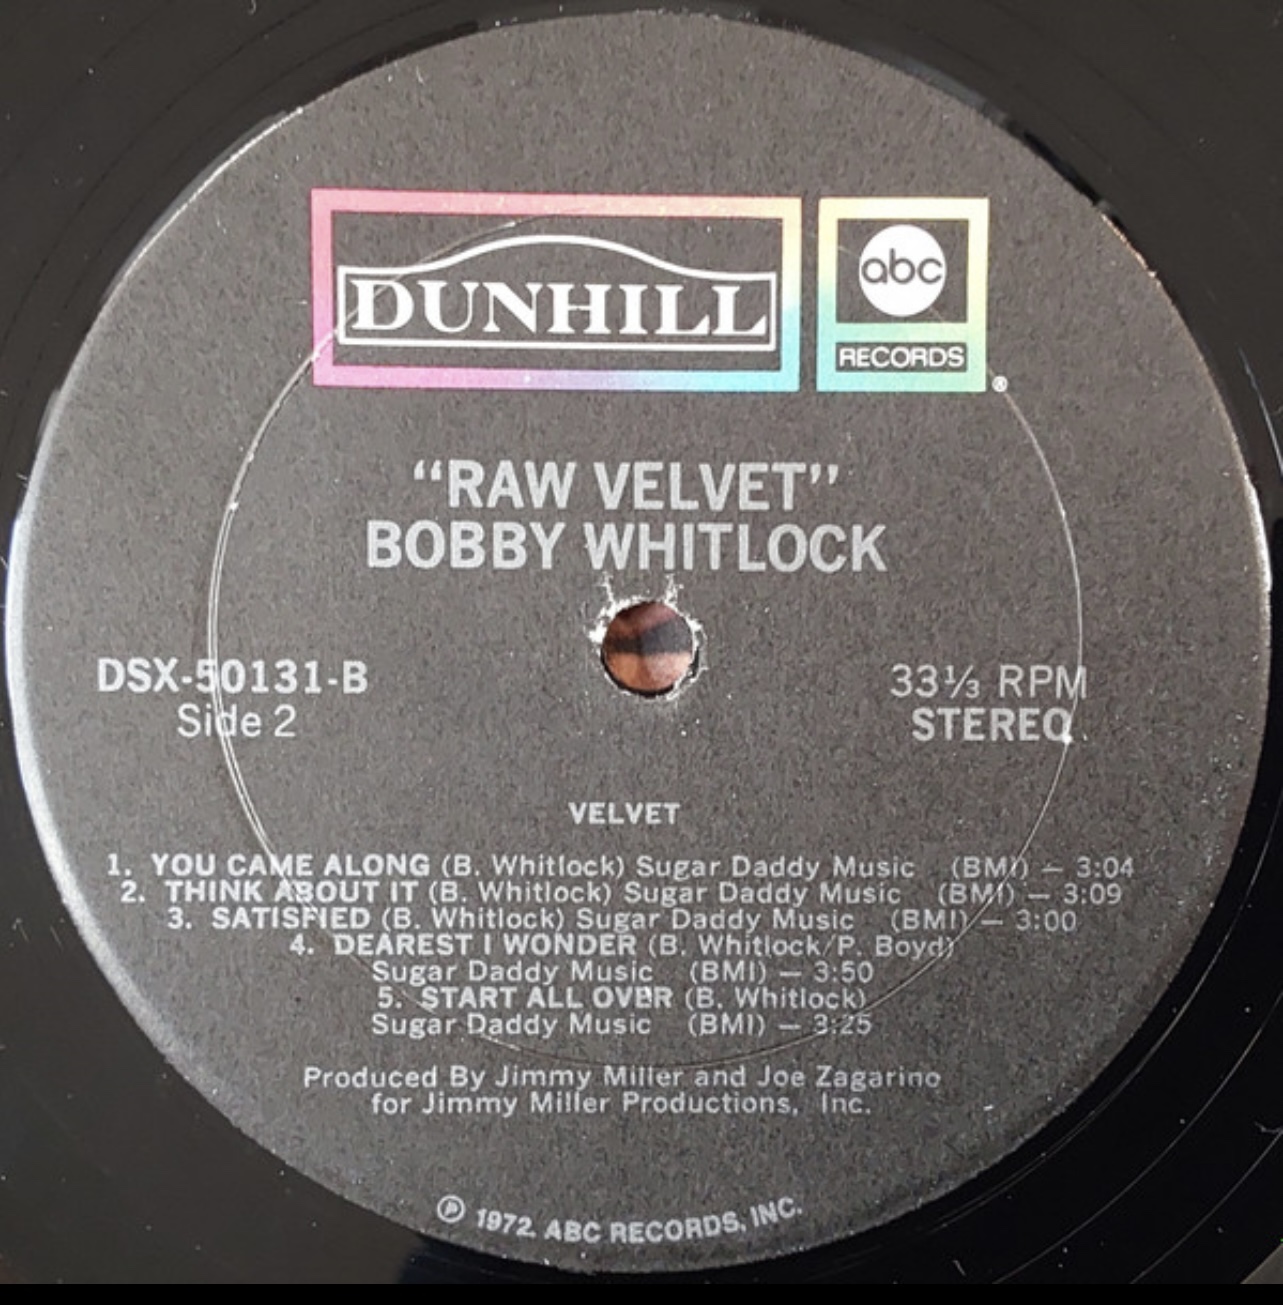 DUNHILL
abc
RECORDS
®
“RAW VELVET”
BOBBY WHITLOCK
DSX-50131-B
Side 2
33⅓ RPM
STEREO
VELVET
1. YOU CAME ALONG (B. Whitlock) Sugar Daddy Music (BMI) — 3:04
2. THINK ABOUT IT (B. Whitlock) Sugar Daddy Music (BMI) — 3:09
3. SATISFIED (B. Whitlock) Sugar Daddy Music (BMI) — 3:00
4. DEAREST I WONDER (B. Whitlock/P. Boyd)
Sugar Daddy Music (BMI) — 3:50
5. START ALL OVER (B. Whitlock)
Sugar Daddy Music (BMI) — 3:25
Produced By Jimmy Miller and Joe Zagarino
for Jimmy Miller Productions, Inc.
℗ 1972. ABC RECORDS, INC.